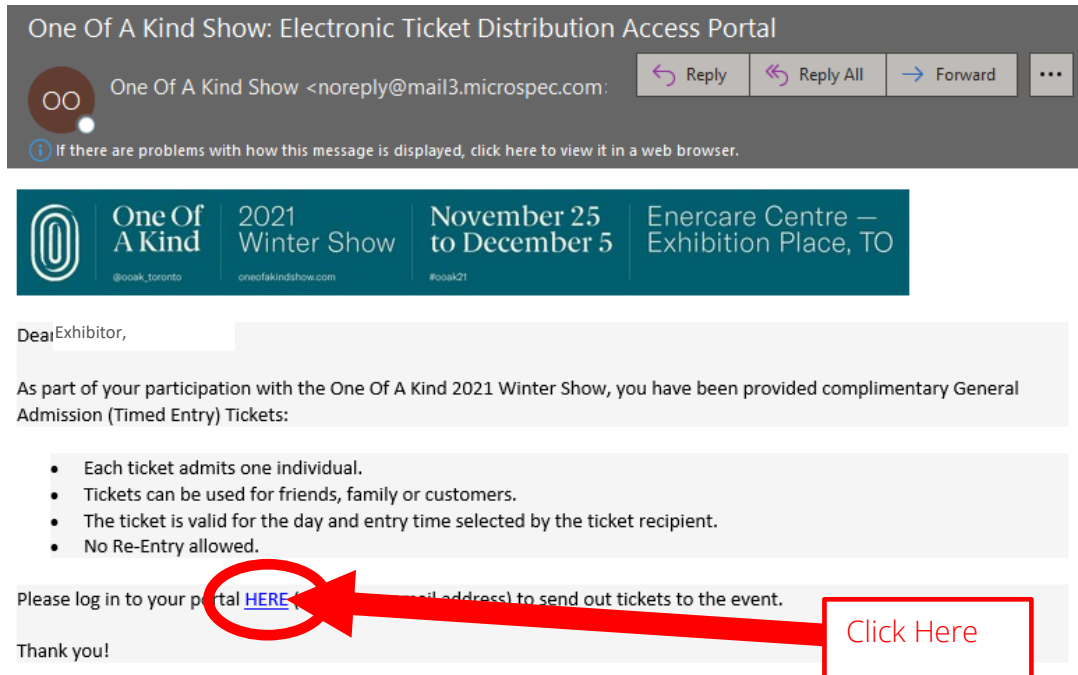 One Of A Kind Show: Electronic Ticket Distribution Access Portal
OO
One Of A Kind Show <noreply@mail3.microspec.com>
Reply
Reply All
Forward
If there are problems with how this message is displayed, click here to view it in a web browser.
One Of
A Kind
@ooak_toronto
2021
Winter Show
oneofakindshow.com
November 25
to December 5
#ooak21
Enercare Centre —
Exhibition Place, TO
Dear Exhibitor,
As part of your participation with the One Of A Kind 2021 Winter Show, you have been provided complimentary General
Admission (Timed Entry) Tickets:
• Each ticket admits one individual.
• Tickets can be used for friends, family or customers.
• The ticket is valid for the day and entry time selected by the ticket recipient.
• No Re-Entry allowed.
Please log in to your portal HERE address) to send out tickets to the event.
Click Here
Thank you!